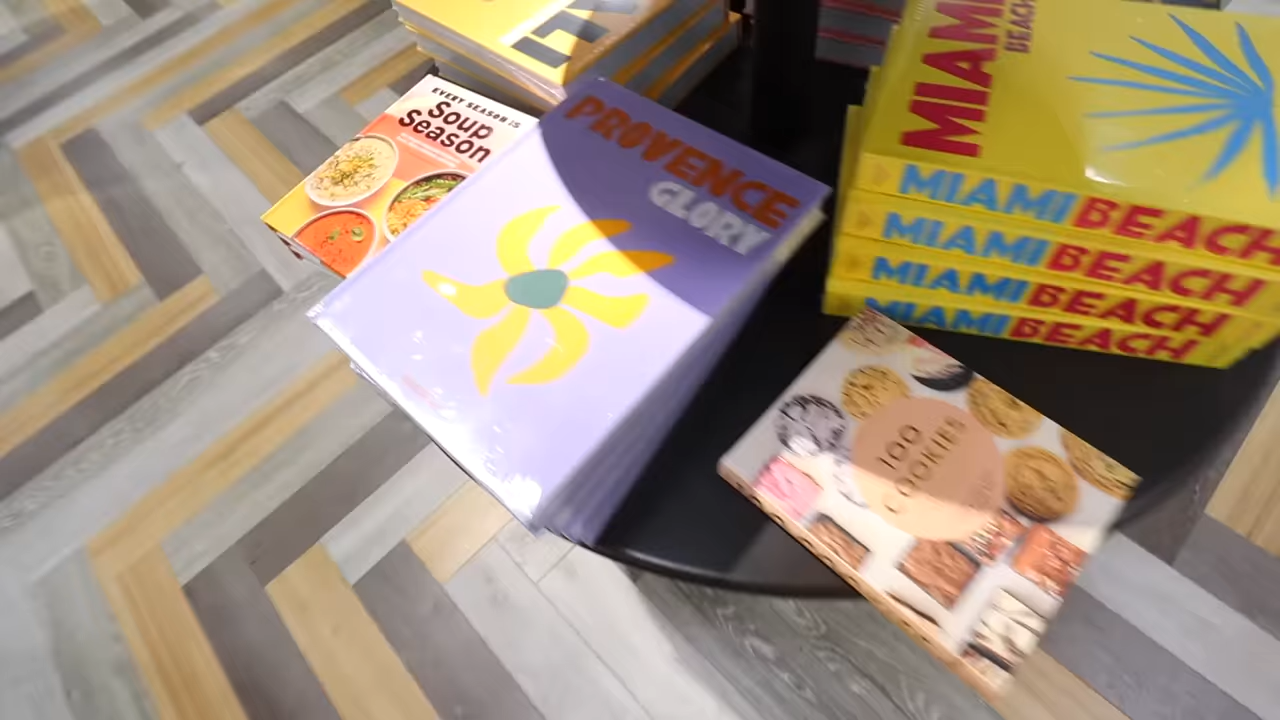 EVERY SEASON IS
Soup
Season
PROVENCE
GLORY
MIAMI
BEACH
MIAMI BEACH
MIAMI BEACH
MIAMI BEACH
MIAMI BEACH
100
COOKIES